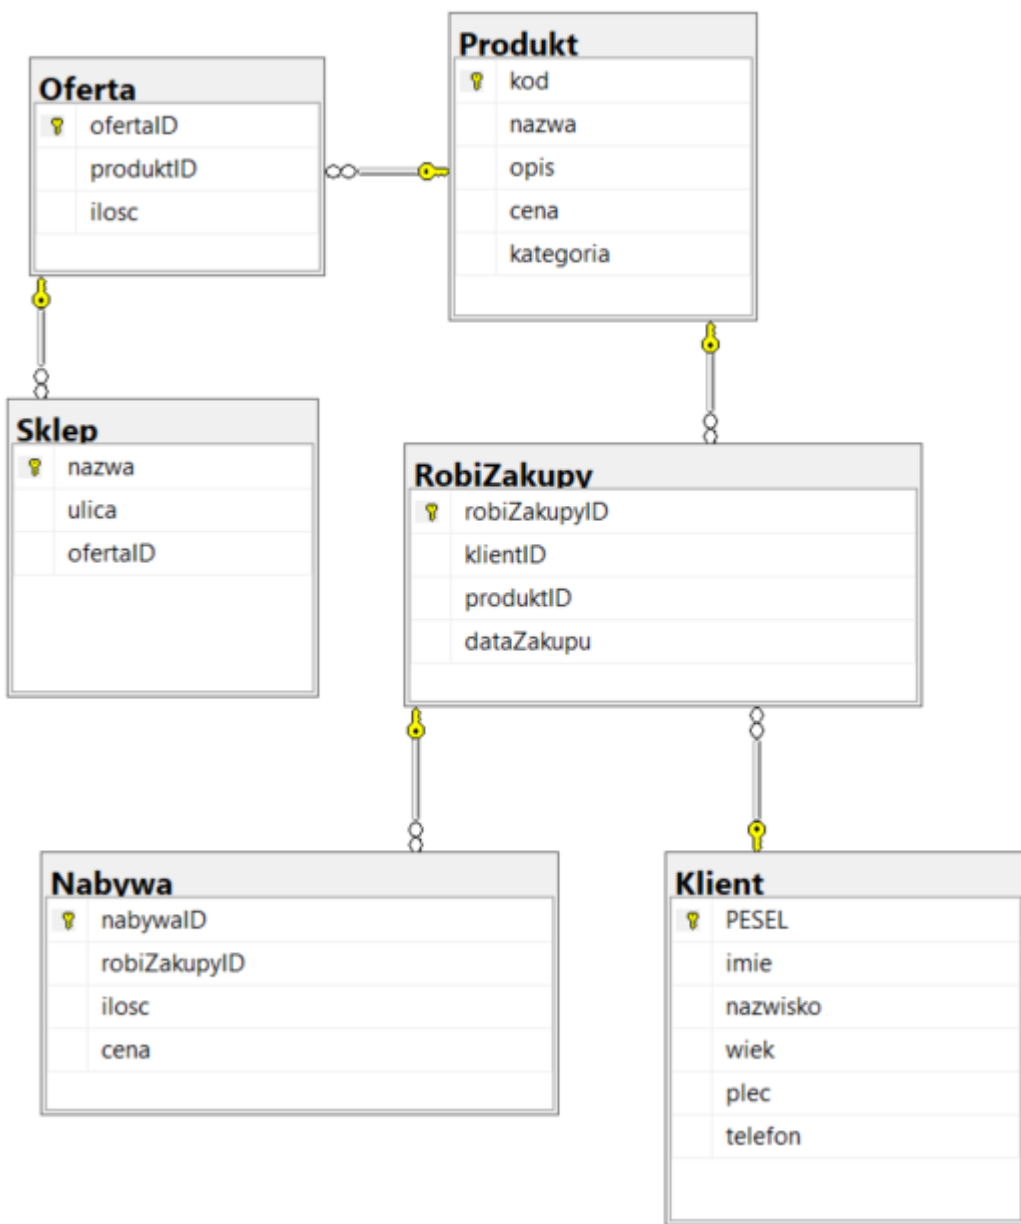 Produkt
kod
nazwa
opis
cena
kategoria
Oferta
ofertaID
produktID
ilosc
Sklep
nazwa
ulica
ofertaID
RobiZakupy
robiZakupyID
klientID
produktID
dataZakupu
Nabywa
nabywaID
robiZakupyID
ilosc
cena
Klient
PESEL
imie
nazwisko
wiek
plec
telefon